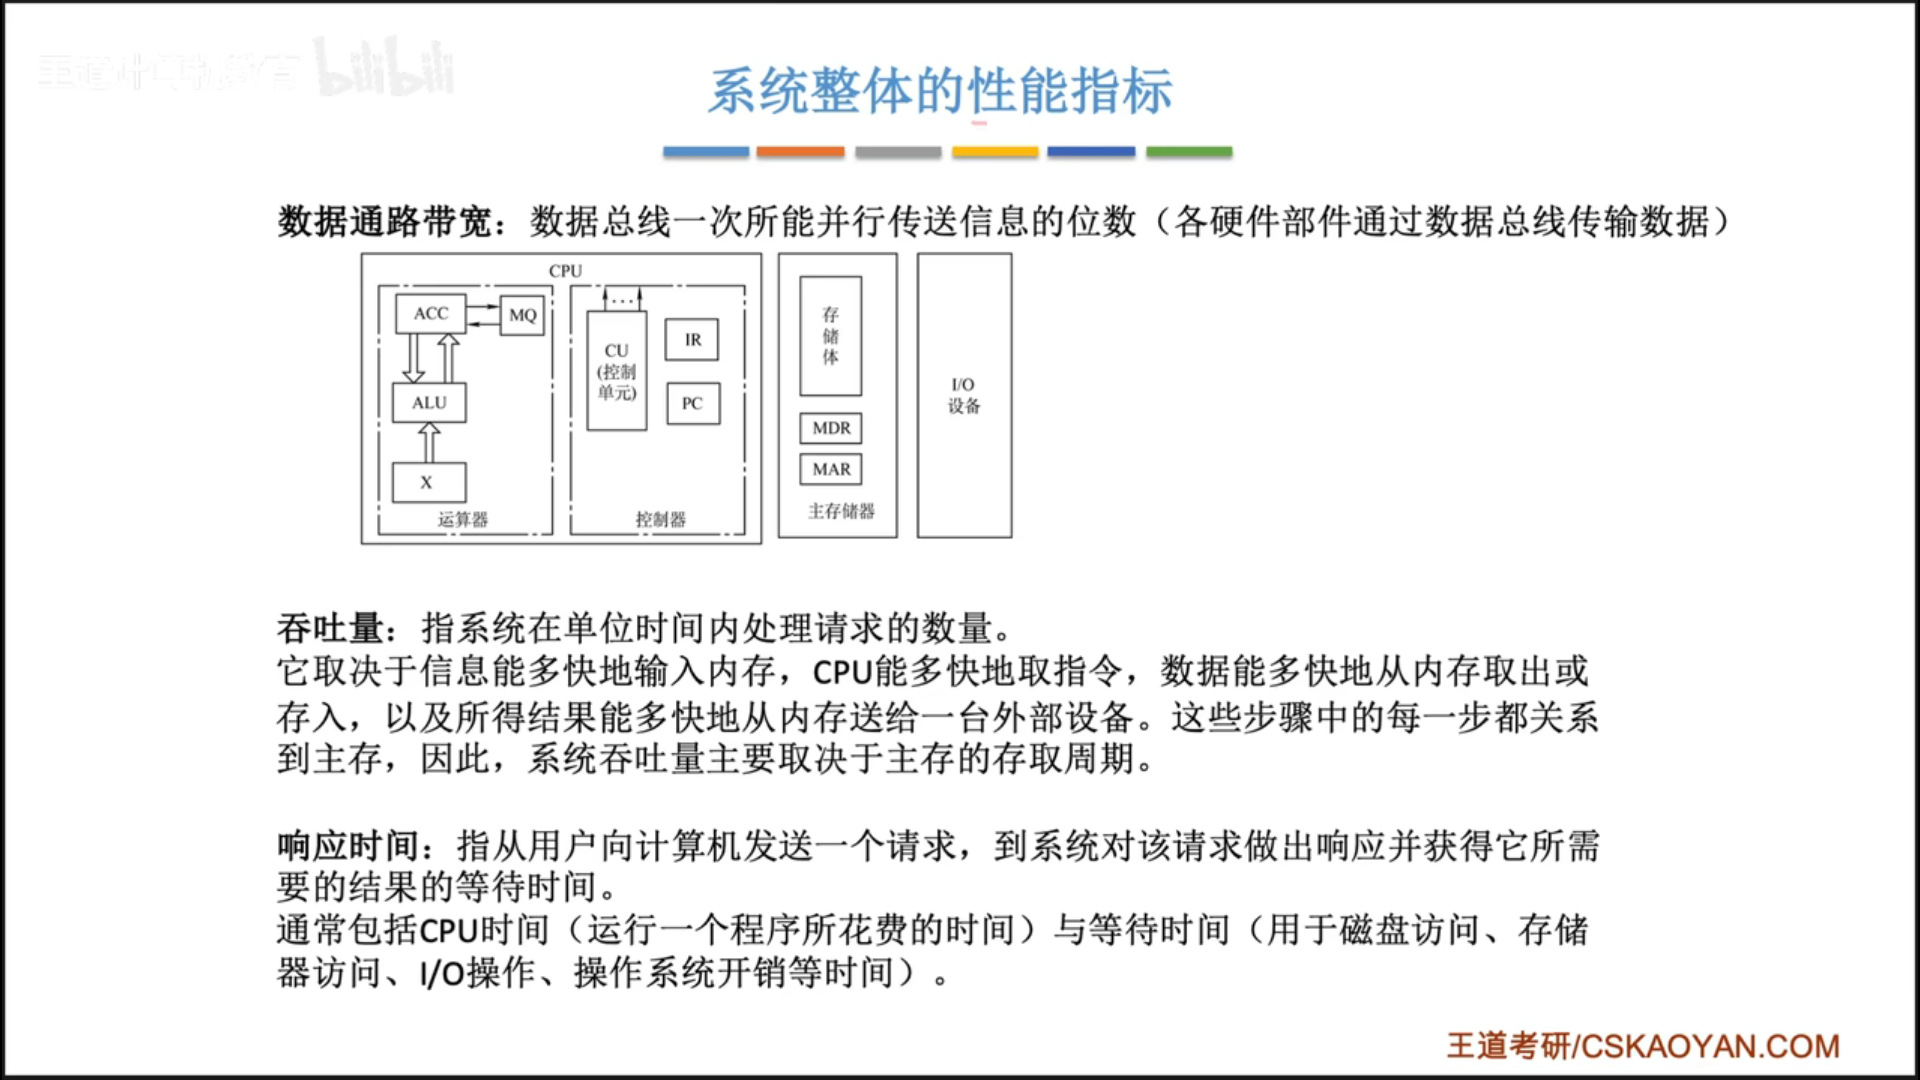 王道计算机教育 bilibili
系统整体的性能指标
数据通路带宽：数据总线一次所能并行传送信息的位数（各硬件部件通过数据总线传输数据）
CPU
ACC
MQ
ALU
X
运算器
...
CU
(控制
单元)
IR
PC
控制器
存
储
体
MDR
MAR
主存储器
I/O
设备
吞吐量：指系统在单位时间内处理请求的数量。
它取决于信息能多快地输入内存，CPU能多快地取指令，数据能多快地从内存取出或
存入，以及所得结果能多快地从内存送给一台外部设备。这些步骤中的每一步都关系
到主存，因此，系统吞吐量主要取决于主存的存取周期。
响应时间：指从用户向计算机发送一个请求，到系统对该请求做出响应并获得它所需
要的结果的等待时间。
通常包括CPU时间（运行一个程序所花费的时间）与等待时间（用于磁盘访问、存储
器访问、I/O操作、操作系统开销等时间）。
王道考研/CSKAOYAN.COM